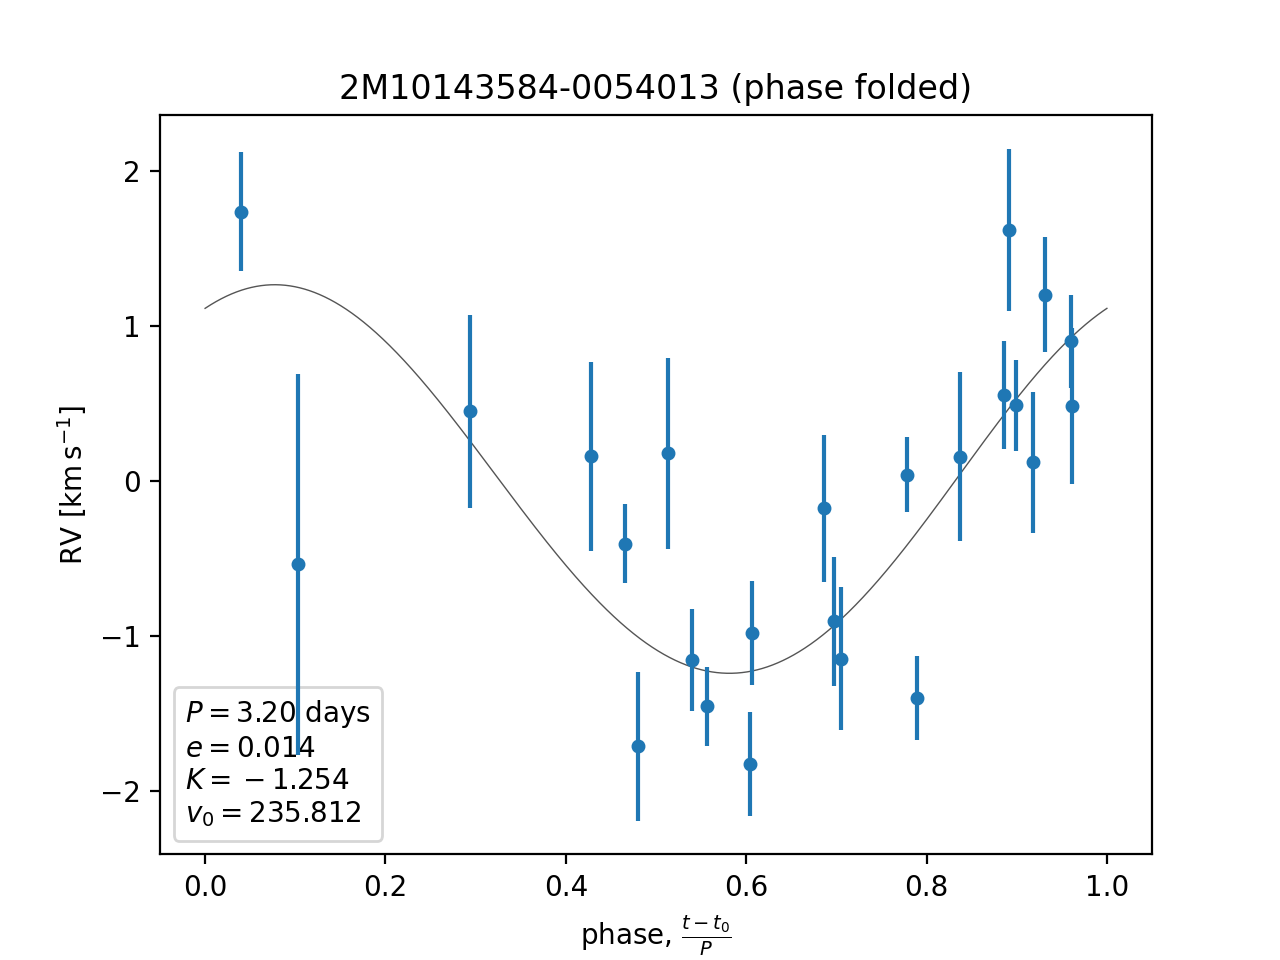 2M10143584-0054013 (phase folded)
RV [km s⁻¹]
2
1
0
−1
−2
P = 3.20 days
e = 0.014
K = −1.254
v₀ = 235.812
0.0 0.2 0.4 0.6 0.8 1.0
phase, (t − t₀)/P